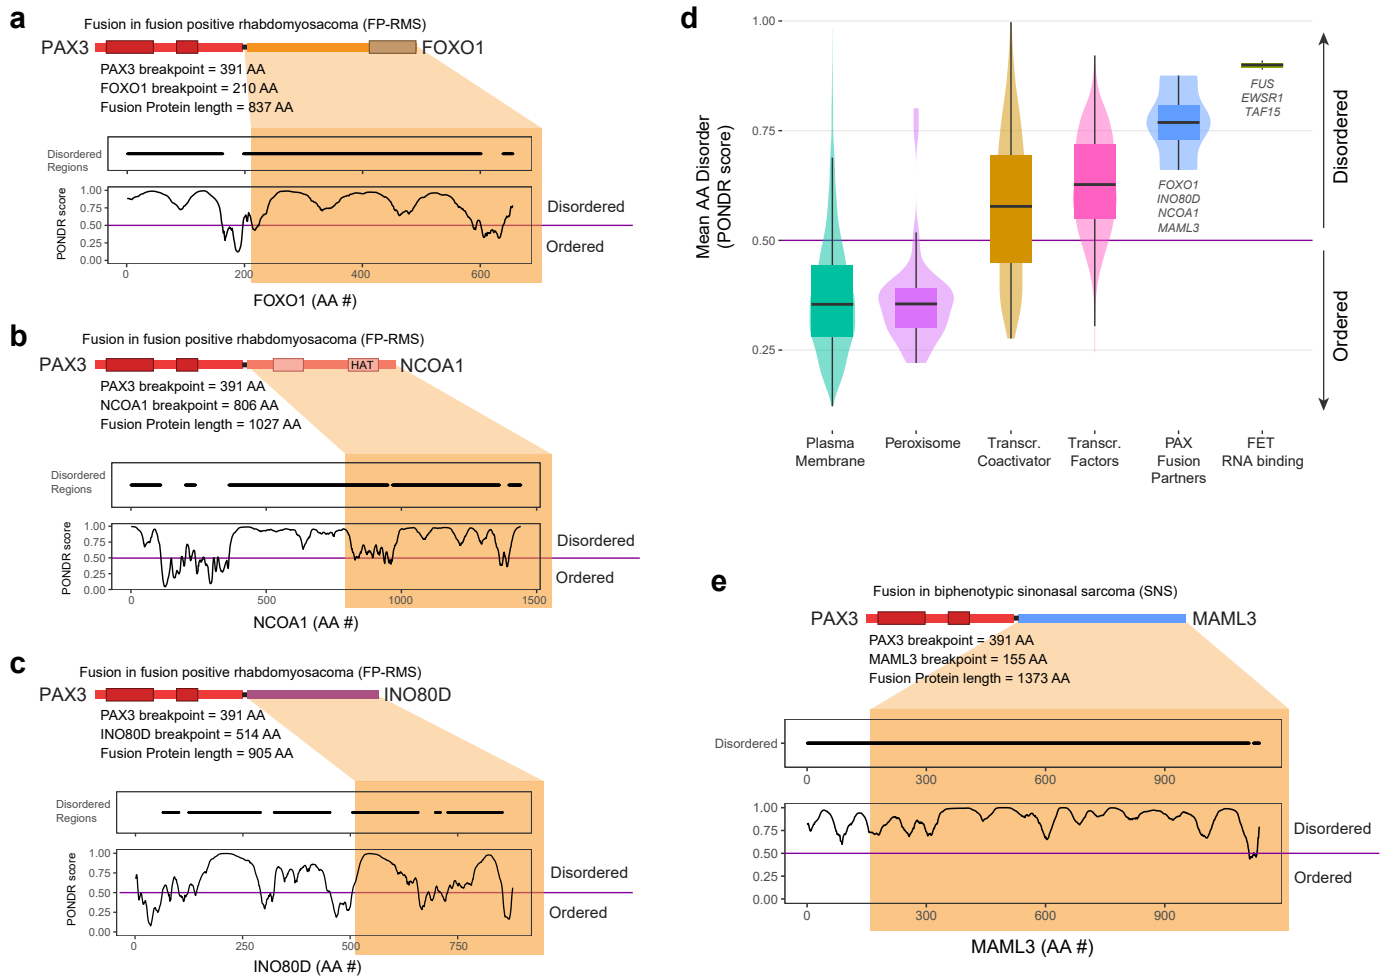 a
Fusion in fusion positive rhabdomyosacoma (FP-RMS)
PAX3
FOXO1
PAX3 breakpoint = 391 AA
FOXO1 breakpoint = 210 AA
Fusion Protein length = 837 AA
Disordered
Regions
PONDR score
1.00
0.75
0.50
0.25
0.00
Disordered
Ordered
0
200
400
600
FOXO1 (AA #)
b
Fusion in fusion positive rhabdomyosacoma (FP-RMS)
PAX3
HAT
NCOA1
PAX3 breakpoint = 391 AA
NCOA1 breakpoint = 806 AA
Fusion Protein length = 1027 AA
Disordered
Regions
PONDR score
1.00
0.75
0.50
0.25
0.00
Disordered
Ordered
0
500
1000
1500
NCOA1 (AA #)
c
Fusion in fusion positive rhabdomyosacoma (FP-RMS)
PAX3
INO80D
PAX3 breakpoint = 391 AA
INO80D breakpoint = 514 AA
Fusion Protein length = 905 AA
Disordered
Regions
PONDR score
1.00
0.75
0.50
0.25
0.00
Disordered
Ordered
0
250
500
750
INO80D (AA #)
d
Mean AA Disorder
(PONDR score)
1.00
0.75
0.50
0.25
FOXO1
INO80D
NCOA1
MAML3
FUS
EWSR1
TAF15
Disordered
Ordered
Plasma
Membrane
Peroxisome
Transcr.
Coactivator
Transcr.
Factors
PAX
Fusion
Partners
FET
RNA binding
e
Fusion in biphenotypic sinonasal sarcoma (SNS)
PAX3
MAML3
PAX3 breakpoint = 391 AA
MAML3 breakpoint = 155 AA
Fusion Protein length = 1373 AA
Disordered
0
300
600
900
PONDR score
1.00
0.75
0.50
0.25
0.00
Disordered
Ordered
0
300
600
900
MAML3 (AA #)